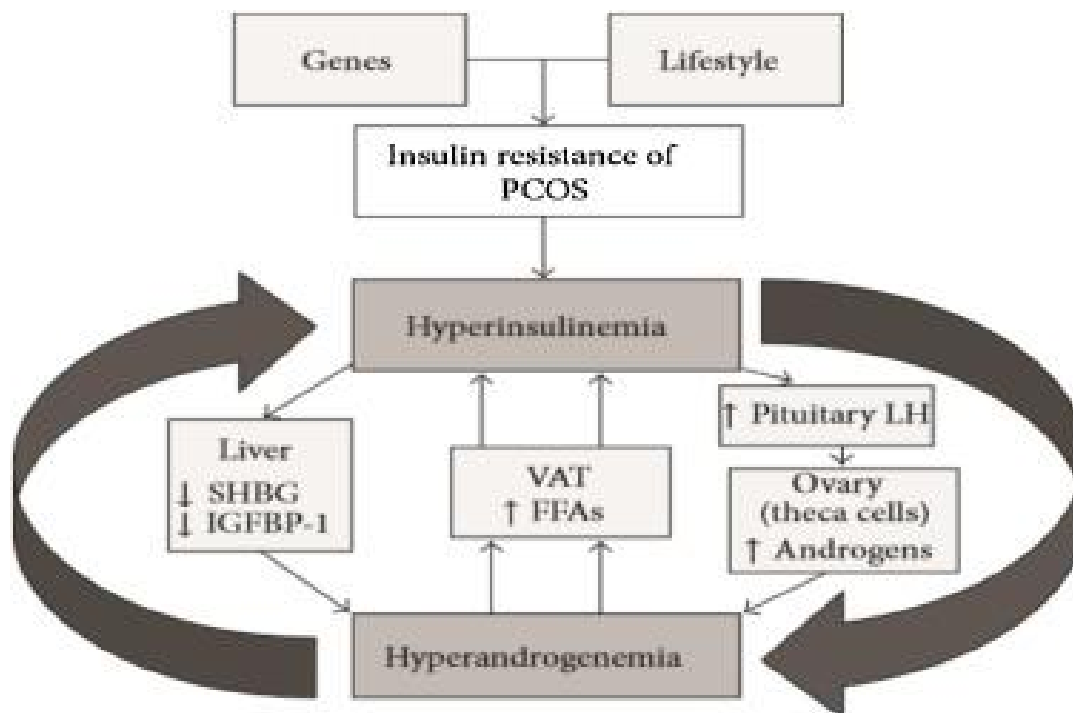 Genes
Lifestyle
Insulin resistance of
PCOS
Hyperinsulinemia
↑ Pituitary LH
Liver
↓ SHBG
↓ IGFBP-1
VAT
↑ FFAs
Ovary
(theca cells)
↑ Androgens
Hyperandrogenemia